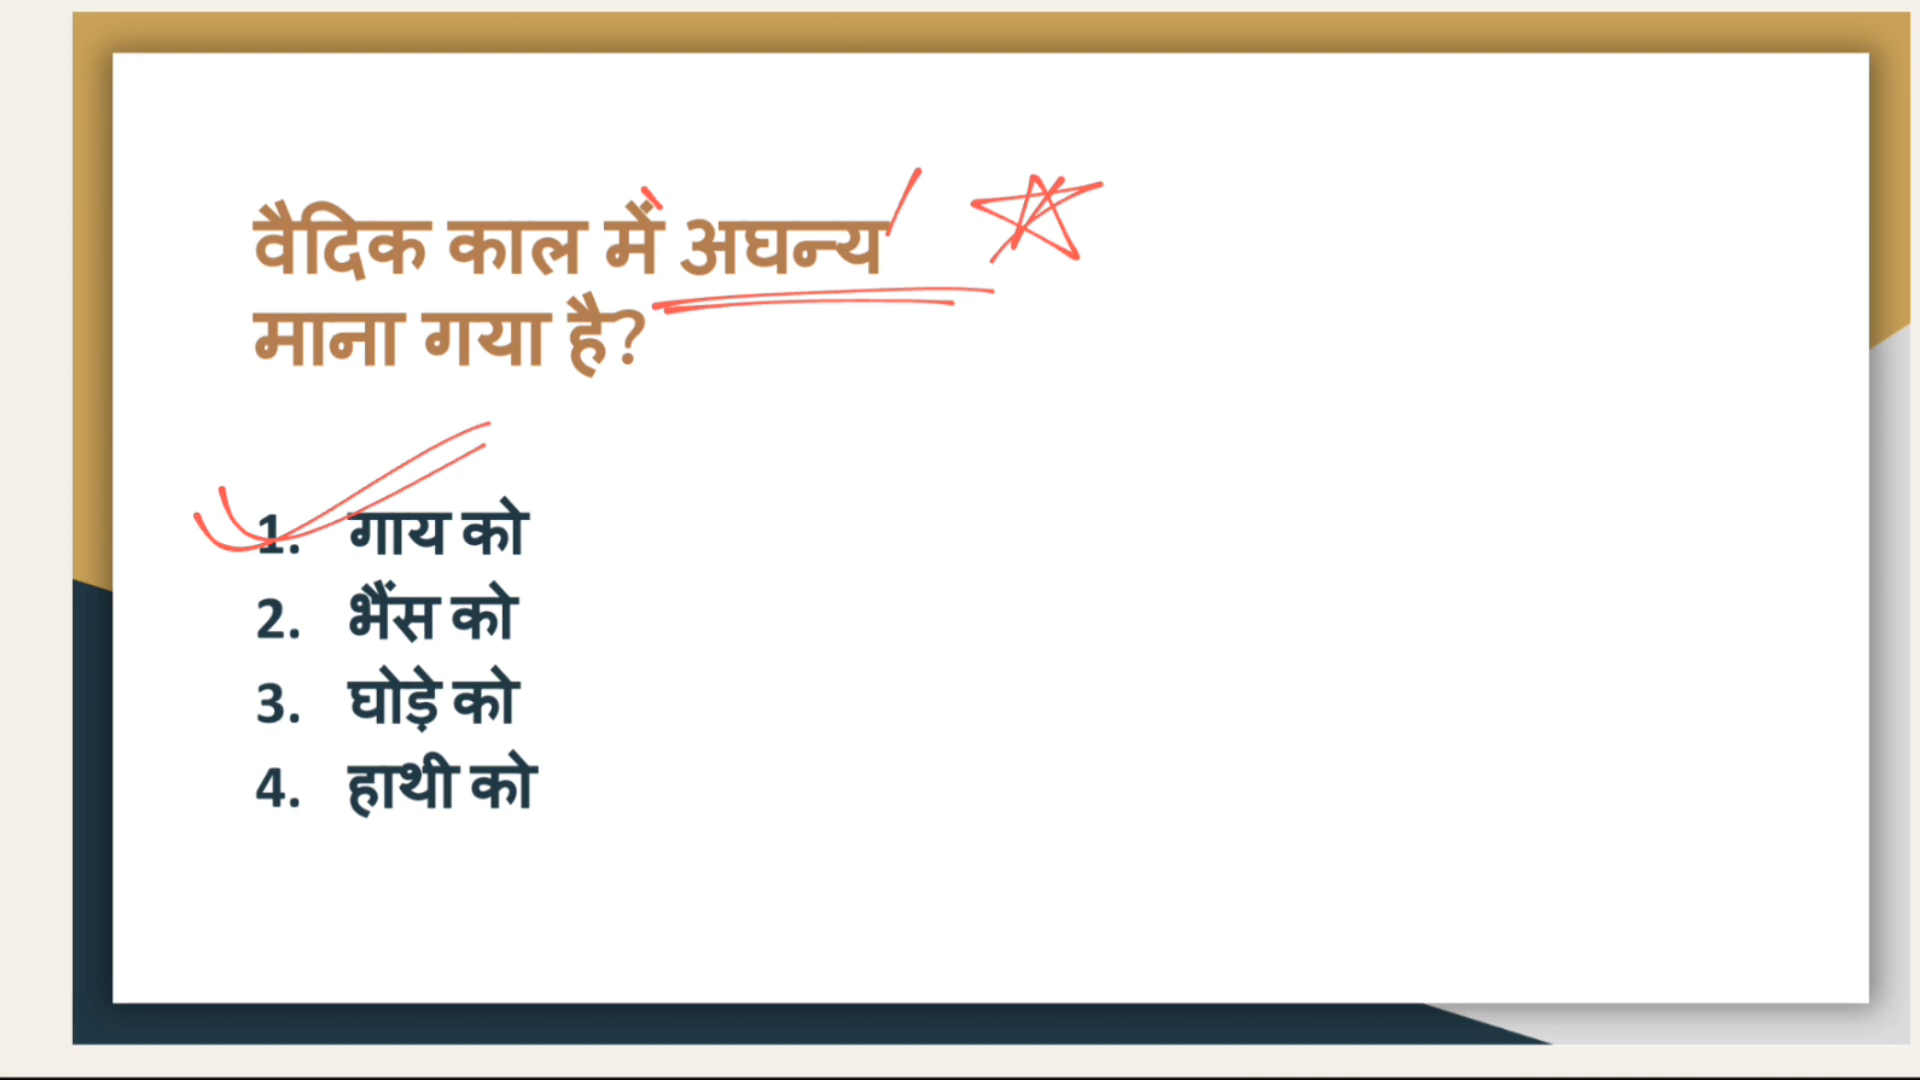 वैदिक काल में अघन्य
माना गया है?
1. गाय को
2. भैंस को
3. घोड़े को
4. हाथी को